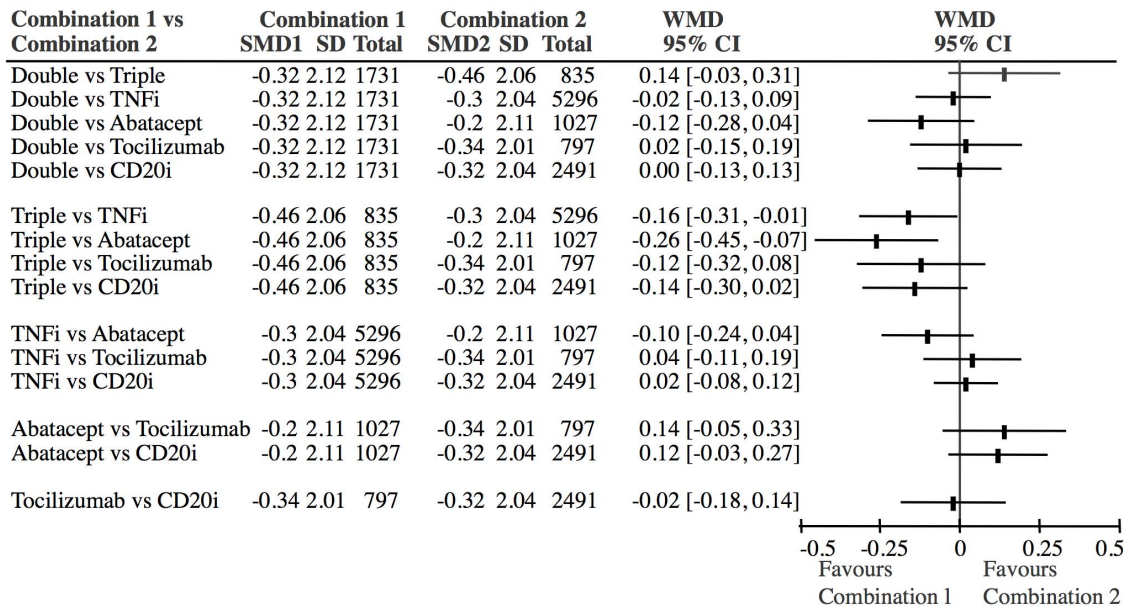 Combination 1 vs Combination 1 Combination 2 WMD WMD
Combination 2 SMD1 SD Total SMD2 SD Total 95% CI 95% CI
Double vs Triple -0.32 2.12 1731 -0.46 2.06 835 0.14 [-0.03, 0.31]
Double vs TNFi -0.32 2.12 1731 -0.3 2.04 5296 -0.02 [-0.13, 0.09]
Double vs Abatacept -0.32 2.12 1731 -0.2 2.11 1027 -0.12 [-0.28, 0.04]
Double vs Tocilizumab -0.32 2.12 1731 -0.34 2.01 797 0.02 [-0.15, 0.19]
Double vs CD20i -0.32 2.12 1731 -0.32 2.04 2491 0.00 [-0.13, 0.13]
Triple vs TNFi -0.46 2.06 835 -0.3 2.04 5296 -0.16 [-0.31, -0.01]
Triple vs Abatacept -0.46 2.06 835 -0.2 2.11 1027 -0.26 [-0.45, -0.07]
Triple vs Tocilizumab -0.46 2.06 835 -0.34 2.01 797 -0.12 [-0.32, 0.08]
Triple vs CD20i -0.46 2.06 835 -0.32 2.04 2491 -0.14 [-0.30, 0.02]
TNFi vs Abatacept -0.3 2.04 5296 -0.2 2.11 1027 -0.10 [-0.24, 0.04]
TNFi vs Tocilizumab -0.3 2.04 5296 -0.34 2.01 797 0.04 [-0.11, 0.19]
TNFi vs CD20i -0.3 2.04 5296 -0.32 2.04 2491 0.02 [-0.08, 0.12]
Abatacept vs Tocilizumab -0.2 2.11 1027 -0.34 2.01 797 0.14 [-0.05, 0.33]
Abatacept vs CD20i -0.2 2.11 1027 -0.32 2.04 2491 0.12 [-0.03, 0.27]
Tocilizumab vs CD20i -0.34 2.01 797 -0.32 2.04 2491 -0.02 [-0.18, 0.14]
-0.5 -0.25 0 0.25 0.5
Favours Favours
Combination 1 Combination 2